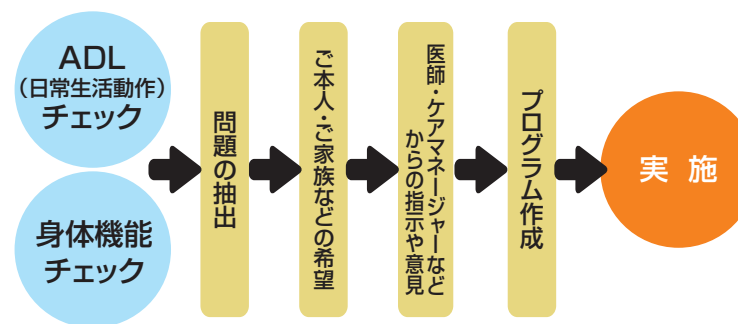 ADL
（日常生活動作）
チェック
身体機能
チェック
問題の抽出
ご本人・ご家族などの希望
医師・ケアマネージャーなど
からの指示や意見
プログラム作成
実 施